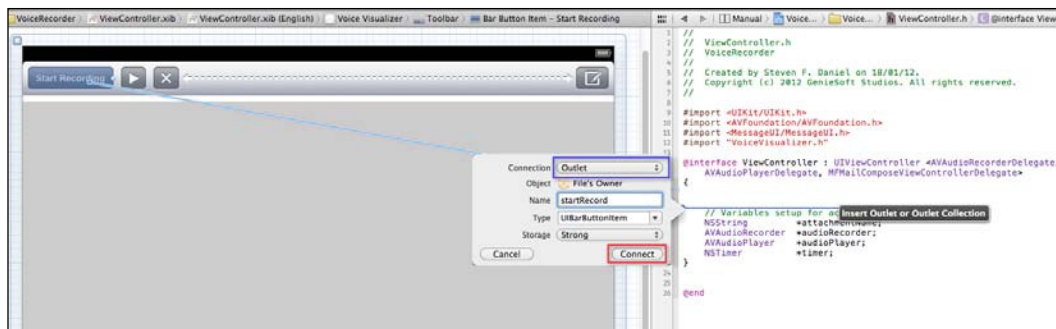 VoiceRecorder ViewController.xib ViewController.xib (English) Voice Visualizer Toolbar Bar Button Item - Start Recording
Start Recording
Connection Outlet
Object File's Owner
Name startRecord
Type UIBarButtonItem
Storage Strong
Cancel Connect
Manual Voice... Voice... ViewController.h @interface View
//
// ViewController.h
// VoiceRecorder
//
// Created by Steven F. Daniel on 18/01/12.
// Copyright (c) 2012 GenieSoft Studios. All rights reserved.
//
#import <UIKit/UIKit.h>
#import <AVFoundation/AVFoundation.h>
#import <MessageUI/MessageUI.h>
#import "VoiceVisualizer.h"
@interface ViewController : UIViewController <AVAudioRecorderDelegate,
AVAudioPlayerDelegate, MFMailComposeViewControllerDelegate>
{
// Variables setup for
Insert Outlet or Outlet Collection
NSString *attachmentName;
AVAudioRecorder *audioRecorder;
AVAudioPlayer *audioPlayer;
NSTimer *timer;
}
@end